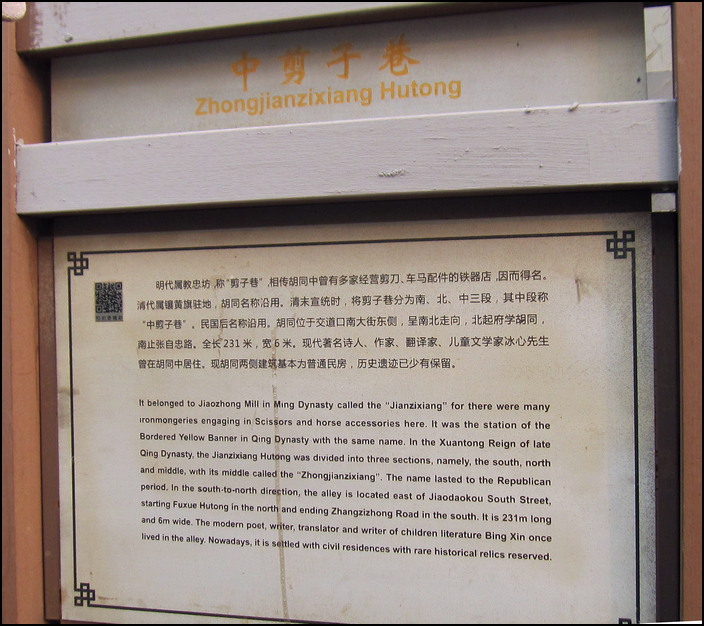 中剪子巷
Zhongjianzixiang Hutong
明代属教忠坊,称“剪子巷”,相传胡同中曾有多家经营剪刀、车马配件的铁器店,因而得名。
清代属镶黄旗驻地,胡同名称沿用。清末宣统时,将剪子巷分为南、北、中三段,其中段称
“中剪子巷”。民国后名称沿用。胡同位于交道口南大街东侧,呈南北走向,北起府学胡同,
南止张自忠路。全长231米,宽6米。现代著名诗人、作家、翻译家、儿童文学家冰心先生
曾在胡同中居住。现胡同两侧建筑基本为普通民房,历史遗迹已少有保留。
It belonged to Jiaozhong Mill in Ming Dynasty called the “Jianzixiang” for there were many
ironmongeries engaging in Scissors and horse accessories here. It was the station of the
Bordered Yellow Banner in Qing Dynasty with the same name. In the Xuantong Reign of late
Qing Dynasty, the Jianzixiang Hutong was divided into three sections, namely, the south, north
and middle, with its middle called the “Zhongjianzixiang”. The name lasted to the Republican
period. In the south-to-north direction, the alley is located east of Jiaodaokou South Street,
starting Fuxue Hutong in the north and ending Zhangzizhong Road in the south. It is 231m long
and 6m wide. The modern poet, writer, translator and writer of children literature Bing Xin once
lived in the alley. Nowadays, it is settled with civil residences with rare historical relics reserved.